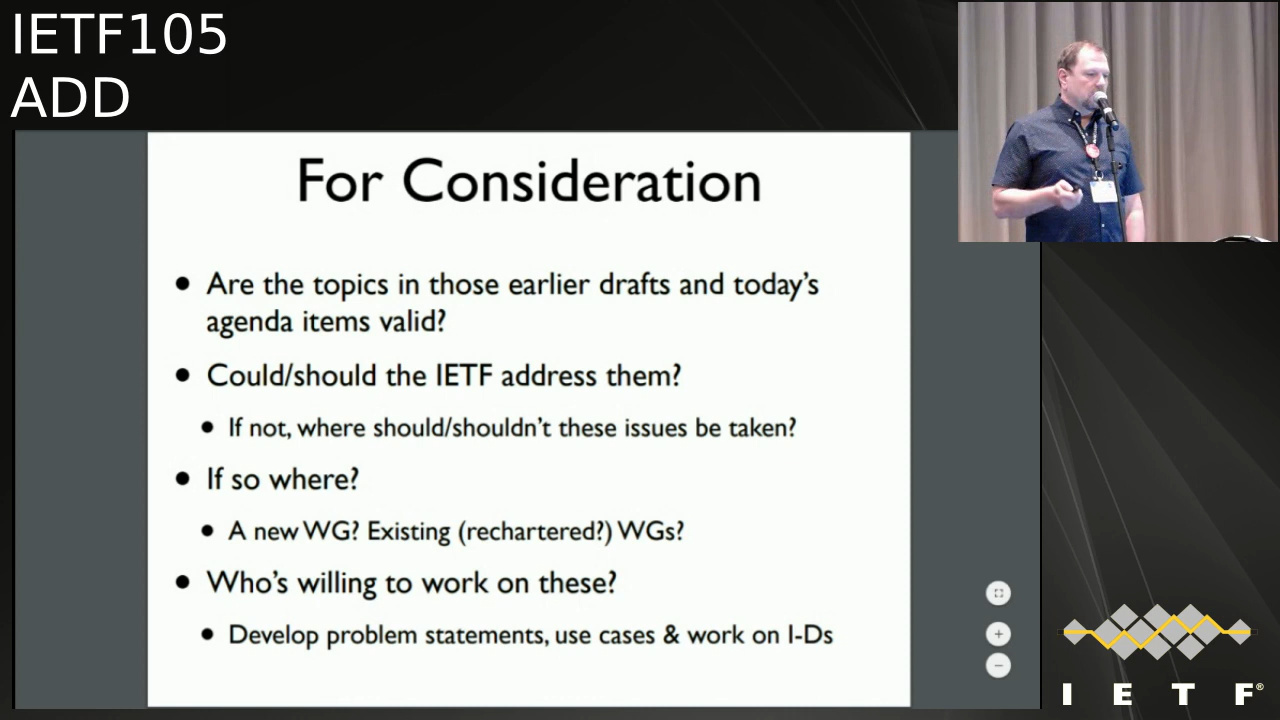 IETF105
ADD
For Consideration
• Are the topics in those earlier drafts and today's
agenda items valid?
• Could/should the IETF address them?
• If not, where should/shouldn't these issues be taken?
• If so where?
• A new WG? Existing (rechartered?) WGs?
• Who's willing to work on these?
• Develop problem statements, use cases & work on I-Ds
I E T F®